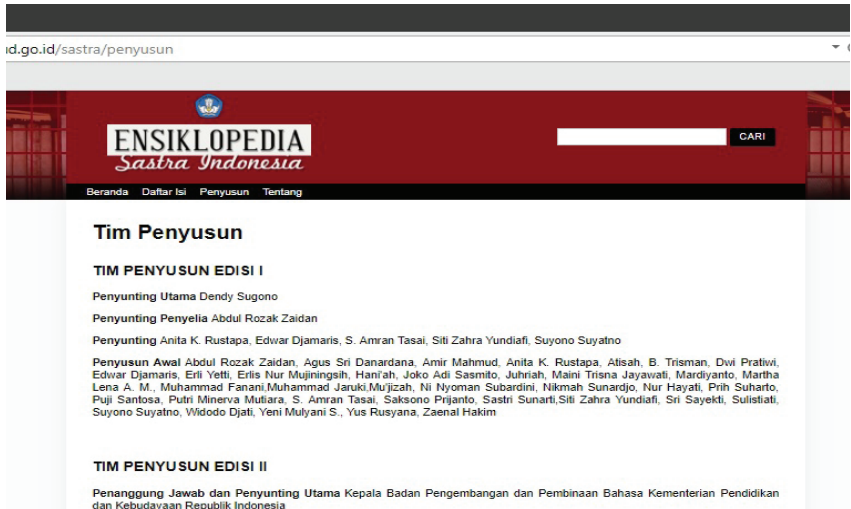 id.go.id/sastra/penyusun
ENSIKLOPEDIA
Sastra Indonesia
CARI
Beranda Daftar Isi Penyusun Tentang
Tim Penyusun
TIM PENYUSUN EDISI I
Penyunting Utama Dendy Sugono
Penyunting Penyelia Abdul Rozak Zaidan
Penyunting Anita K. Rustapa, Edwar Djamaris, S. Amran Tasai, Siti Zahra Yundiafi, Suyono Suyatno
Penyusun Awal Abdul Rozak Zaidan, Agus Sri Danardana, Amir Mahmud, Anita K. Rustapa, Atisah, B. Trisman, Dwi Pratiwi,
Edwar Djamaris, Erli Yetti, Erlis Nur Mujiningsih, Hani'ah, Joko Adi Sasmito, Juhriah, Maini Trisna Jayawati, Mardiyanto, Martha
Lena A. M., Muhammad Fanani,Muhammad Jaruki,Mu'jizah, Ni Nyoman Subardini, Nikmah Sunardjo, Nur Hayati, Prih Suharto,
Puji Santosa, Putri Minerva Mutiara, S. Amran Tasai, Saksono Prijanto, Sastri Sunarti,Siti Zahra Yundiafi, Sri Sayekti, Sulistiati,
Suyono Suyatno, Widodo Djati, Yeni Mulyani S., Yus Rusyana, Zaenal Hakim
TIM PENYUSUN EDISI II
Penanggung Jawab dan Penyunting Utama Kepala Badan Pengembangan dan Pembinaan Bahasa Kementerian Pendidikan
dan Kebudayaan Republik Indonesia